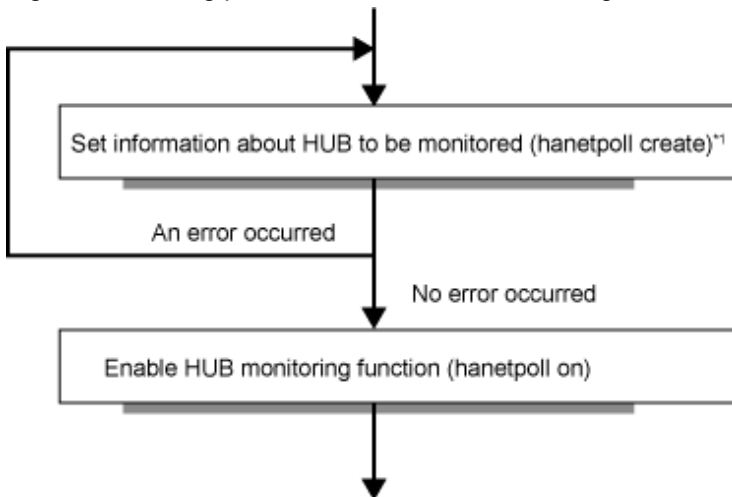 Set information about HUB to be monitored (hanetpoll create)*1
An error occurred
No error occurred
Enable HUB monitoring function (hanetpoll on)